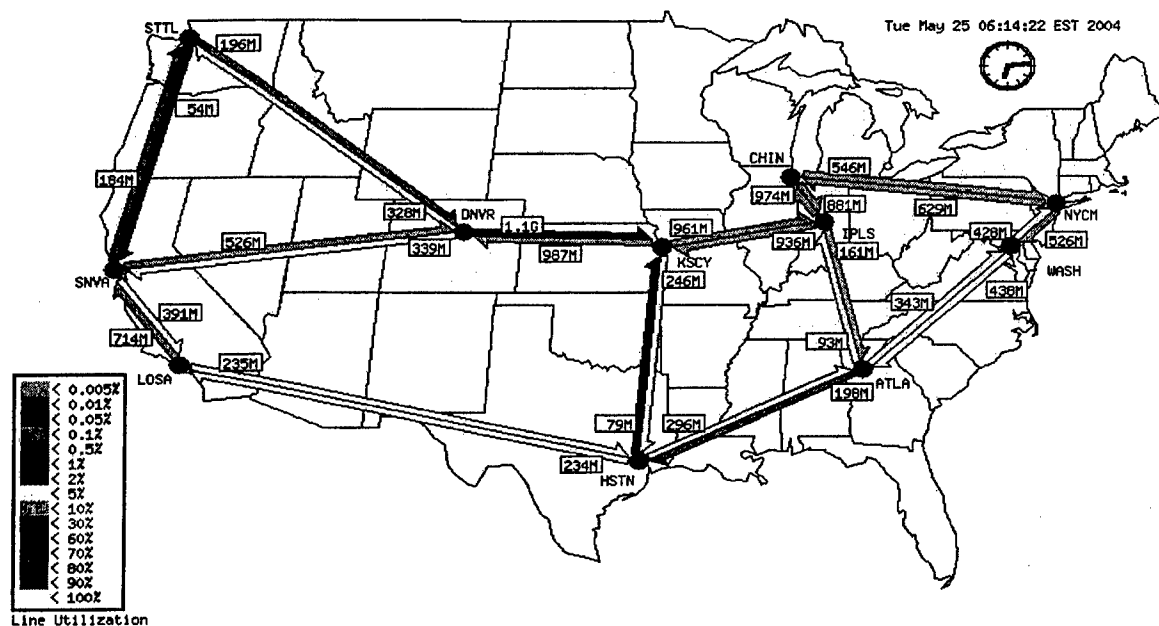 STTL
Tue May 25 06:14:22 EST 2004
196M
54M
CHIN
546M
184M
974M
881M
629M
NYCM
328M
DNVR
1.1G
961M
IPLS
526M
339M
987M
936M
161M
428M
526M
KSCY
WASH
SNVA
246M
438M
391M
343M
714M
93M
LOSA
235M
ATLA
198M
79M
296M
234M
HSTN
< 0.005%
< 0.01%
< 0.05%
< 0.1%
< 0.5%
< 1%
< 2%
< 5%
< 10%
< 30%
< 60%
< 70%
< 80%
< 90%
< 100%
Line Utilization